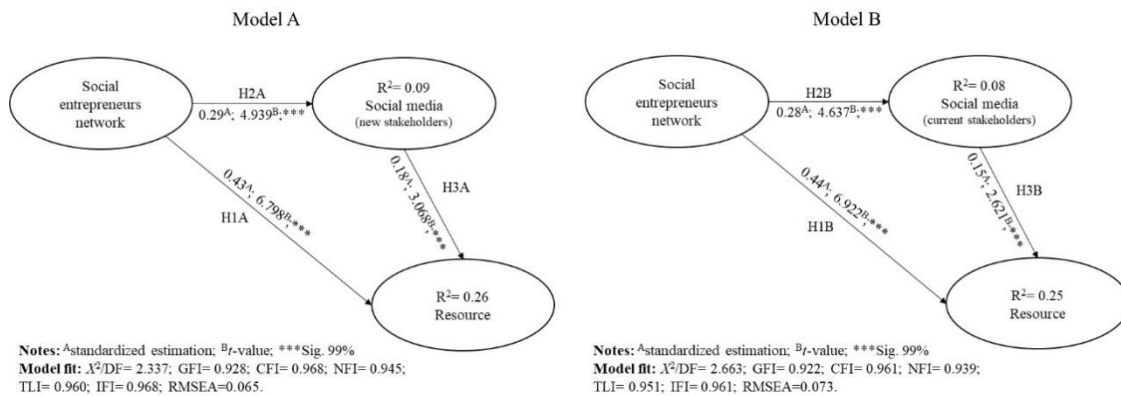 Model A
Social
entrepreneurs
network
H2A
0.29ᴬ; 4.939ᴮ;***
R²= 0.09
Social media
(new stakeholders)
0.43ᴬ; 6.798ᴮ;***
H1A
0.18ᴬ; 3.068ᴮ;***
H3A
R²= 0.26
Resource
Notes: ᴬstandardized estimation; ᴮt-value; ***Sig. 99%
Model fit: X²/DF= 2.337; GFI= 0.928; CFI= 0.968; NFI= 0.945;
TLI= 0.960; IFI= 0.968; RMSEA=0.065.
Model B
Social
entrepreneurs
network
H2B
0.28ᴬ; 4.637ᴮ;***
R²= 0.08
Social media
(current stakeholders)
0.44ᴬ; 6.922ᴮ;***
H1B
0.15ᴬ; 2.621ᴮ;***
H3B
R²= 0.25
Resource
Notes: ᴬstandardized estimation; ᴮt-value; ***Sig. 99%
Model fit: X²/DF= 2.663; GFI= 0.922; CFI= 0.961; NFI= 0.939;
TLI= 0.951; IFI= 0.961; RMSEA=0.073.